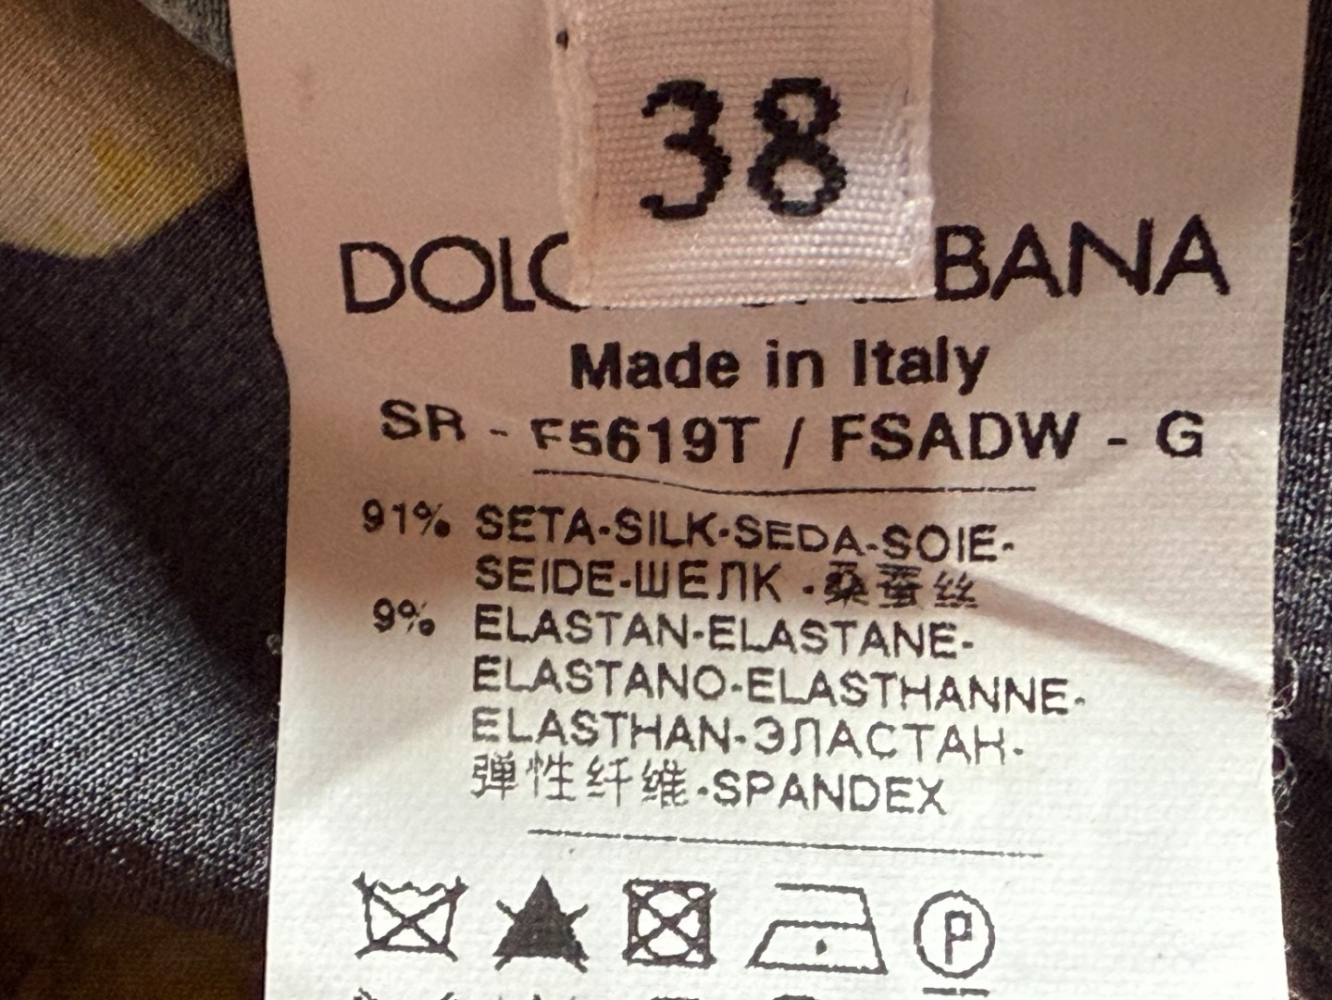 38
DOLC BBANA
Made in Italy
SR - F5619T / FSADW - G
91% SETA-SILK-SEDA-SOIE-
SEIDE-ШЕЛК -桑蚕丝
9% ELASTAN-ELASTANE-
ELASTANO-ELASTHANNE-
ELASTHAN-ЭЛАСТАН-
弹性纤维-SPANDEX
P